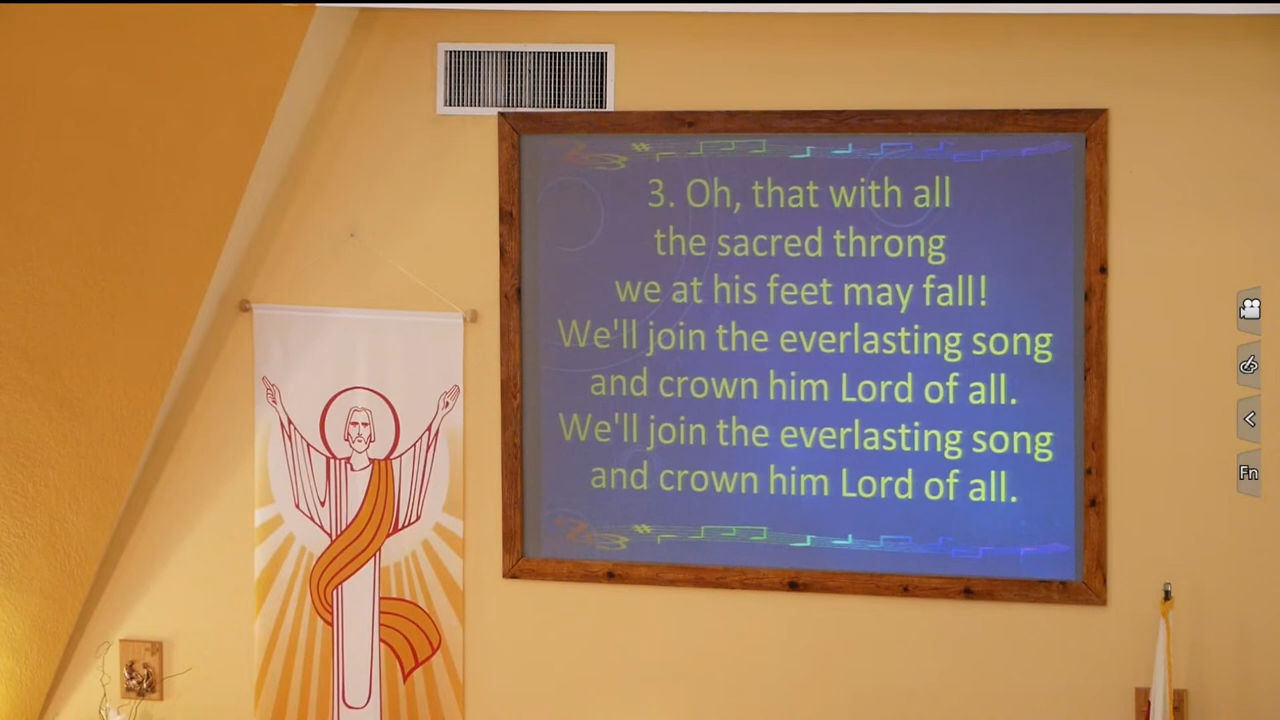 3. Oh, that with all
the sacred throng
we at his feet may fall!
We'll join the everlasting song
and crown him Lord of all.
We'll join the everlasting song
and crown him Lord of all.
Fn